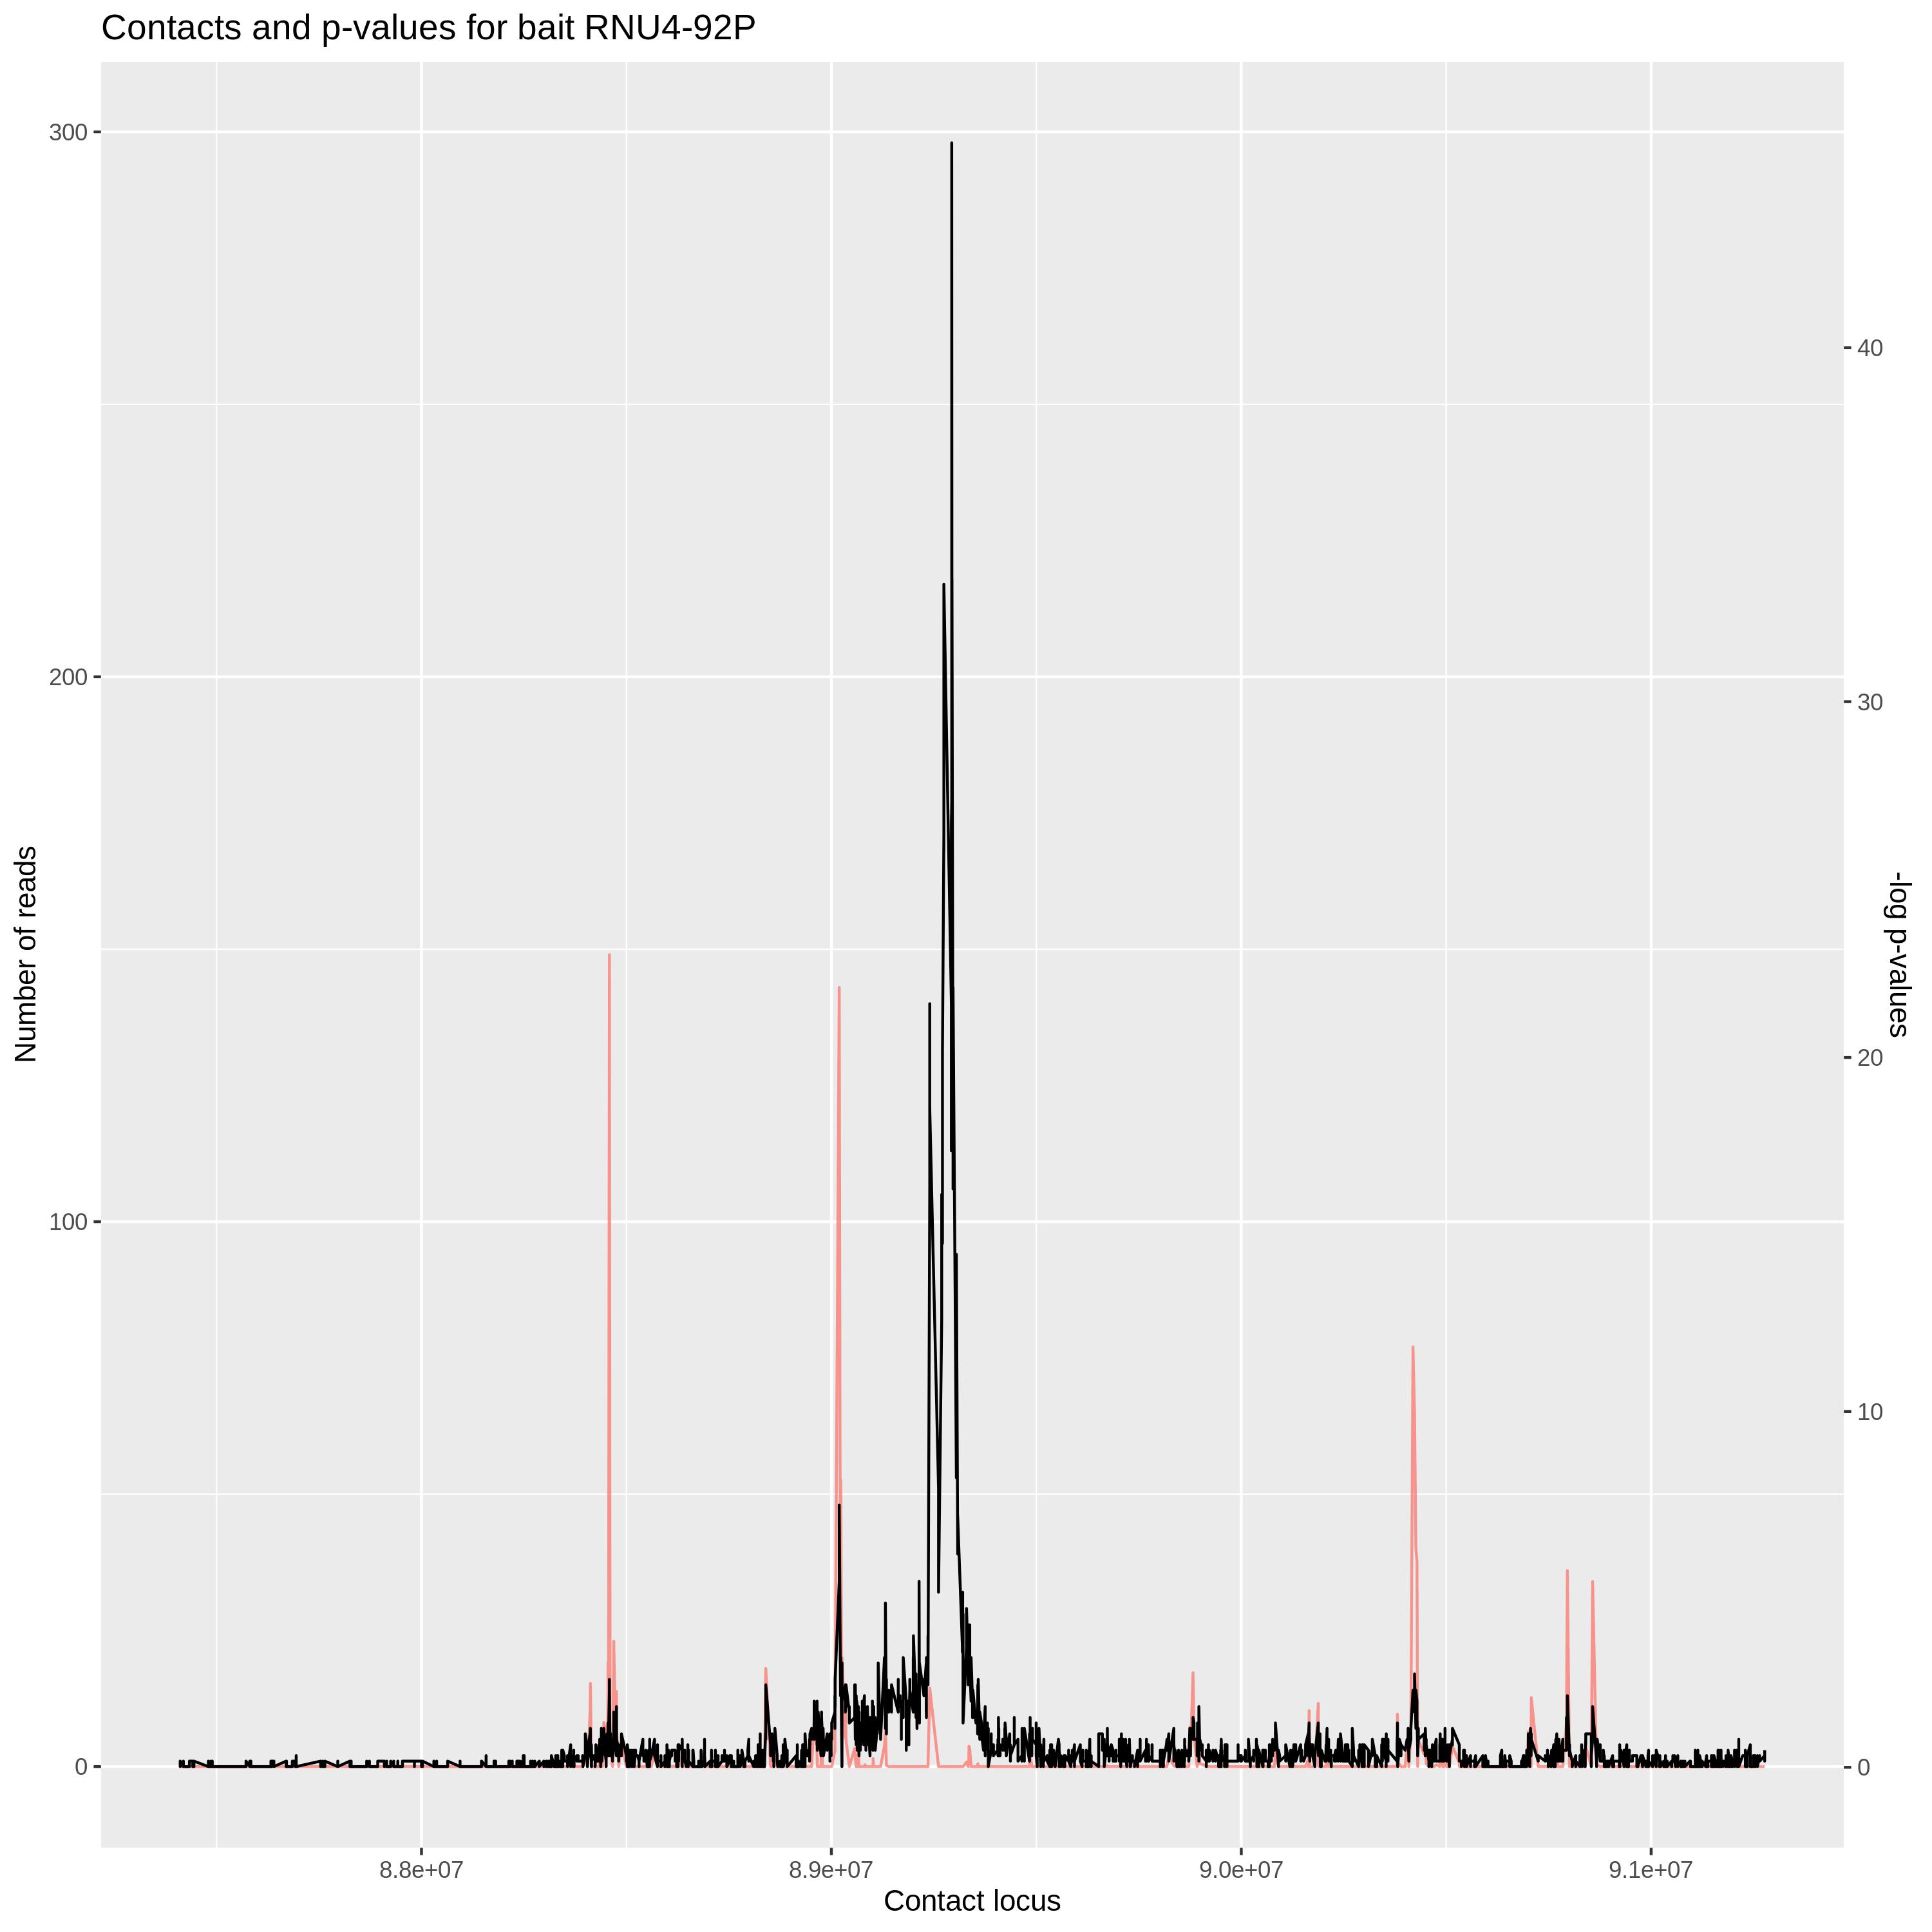 Contacts and p-values for bait RNU4-92P
300
200
100
0
Number of reads
40
30
20
10
0
-log p-values
8.8e+07
8.9e+07
9.0e+07
9.1e+07
Contact locus